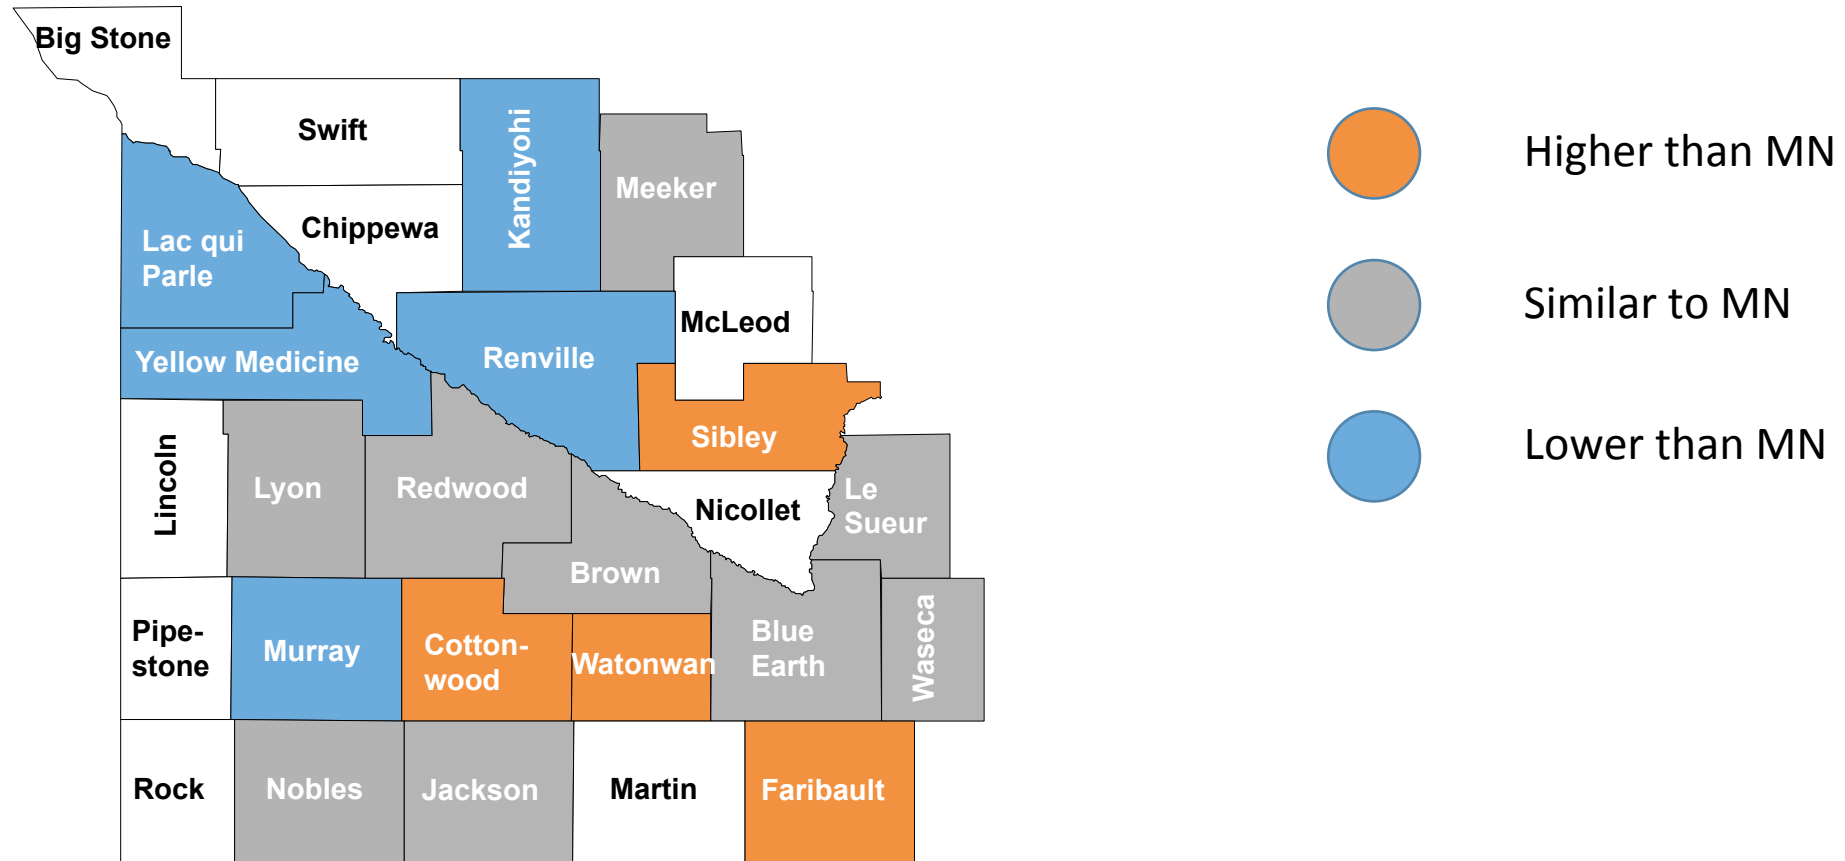 Big Stone
Swift
Kandiyohi
Meeker
Chippewa
Lac qui
Parle
McLeod
Yellow Medicine
Renville
Sibley
Lincoln
Lyon
Redwood
Nicollet
Le
Sueur
Brown
Pipe-
stone
Murray
Cotton-
wood
Watonwan
Blue
Earth
Waseca
Rock
Nobles
Jackson
Martin
Faribault
Higher than MN
Similar to MN
Lower than MN